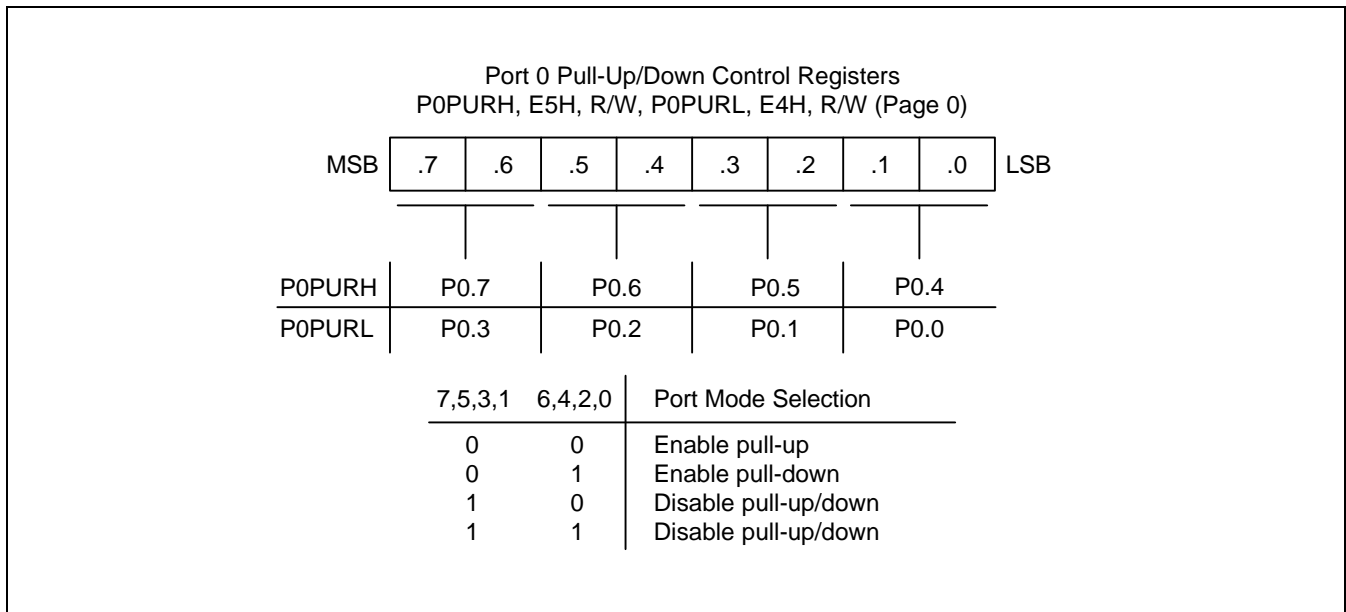 Port 0 Pull-Up/Down Control Registers
P0PURH, E5H, R/W, P0PURL, E4H, R/W (Page 0)
MSB .7 .6 .5 .4 .3 .2 .1 .0 LSB
P0PURH P0.7 P0.6 P0.5 P0.4
P0PURL P0.3 P0.2 P0.1 P0.0
7,5,3,1 6,4,2,0 Port Mode Selection
0 0 Enable pull-up
0 1 Enable pull-down
1 0 Disable pull-up/down
1 1 Disable pull-up/down